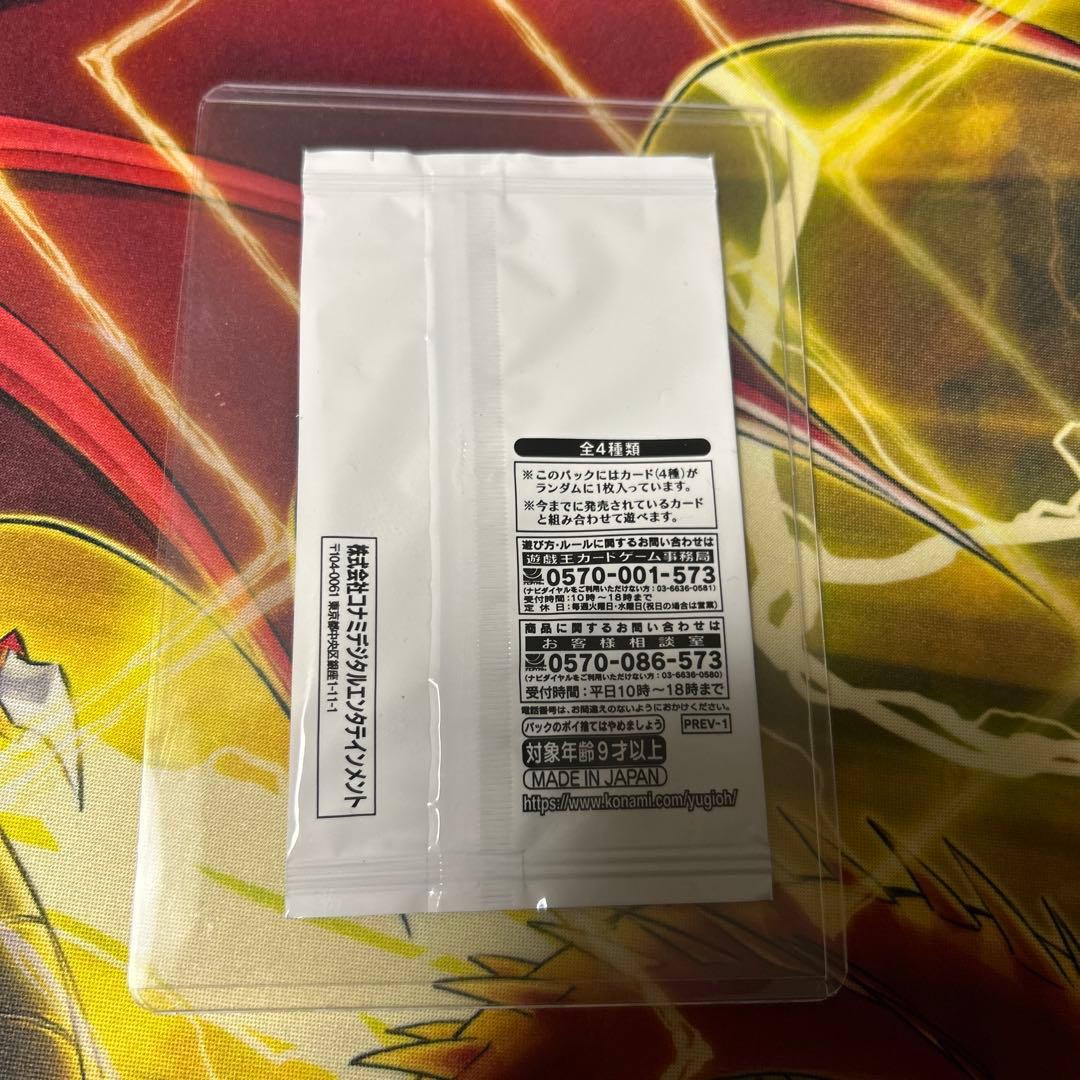 全4種類
※このパックにはカード(4種)が
ランダムに1枚入っています。
※今までに発売されているカード
と組み合わせて遊べます。
遊び方・ルールに関するお問い合わせは
遊戯王カードゲーム事務局
0570-001-573
(ナビダイヤルをご利用いただけない方:03-6636-0581)
受付時間:10時～18時まで
定休日:毎週火曜日・水曜日(祝日の場合は営業)
商品に関するお問い合わせは
お客様相談室
0570-086-573
(ナビダイヤルをご利用いただけない方:03-6636-0580)
受付時間:平日10時～18時まで
電話番号は、お間違えのないようにおかけください。
パックのポイ捨てはやめましょう
PREV-1
対象年齢9才以上
MADE IN JAPAN
https://www.konami.com/yugioh/
株式会社コナミデジタルエンタテインメント
〒104-0061 東京都中央区銀座1-11-1